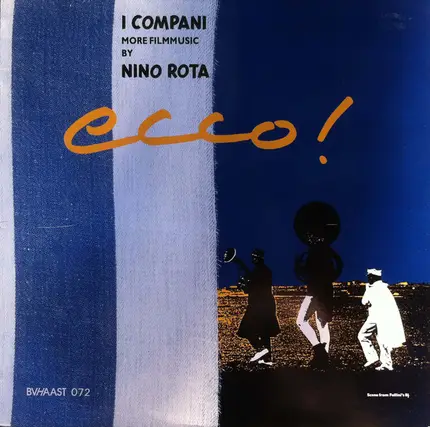 I COMPANI
MORE FILMMUSIC
BY
NINO ROTA
ecco!
BVHAAST 072
Scene from Fellini's 8½